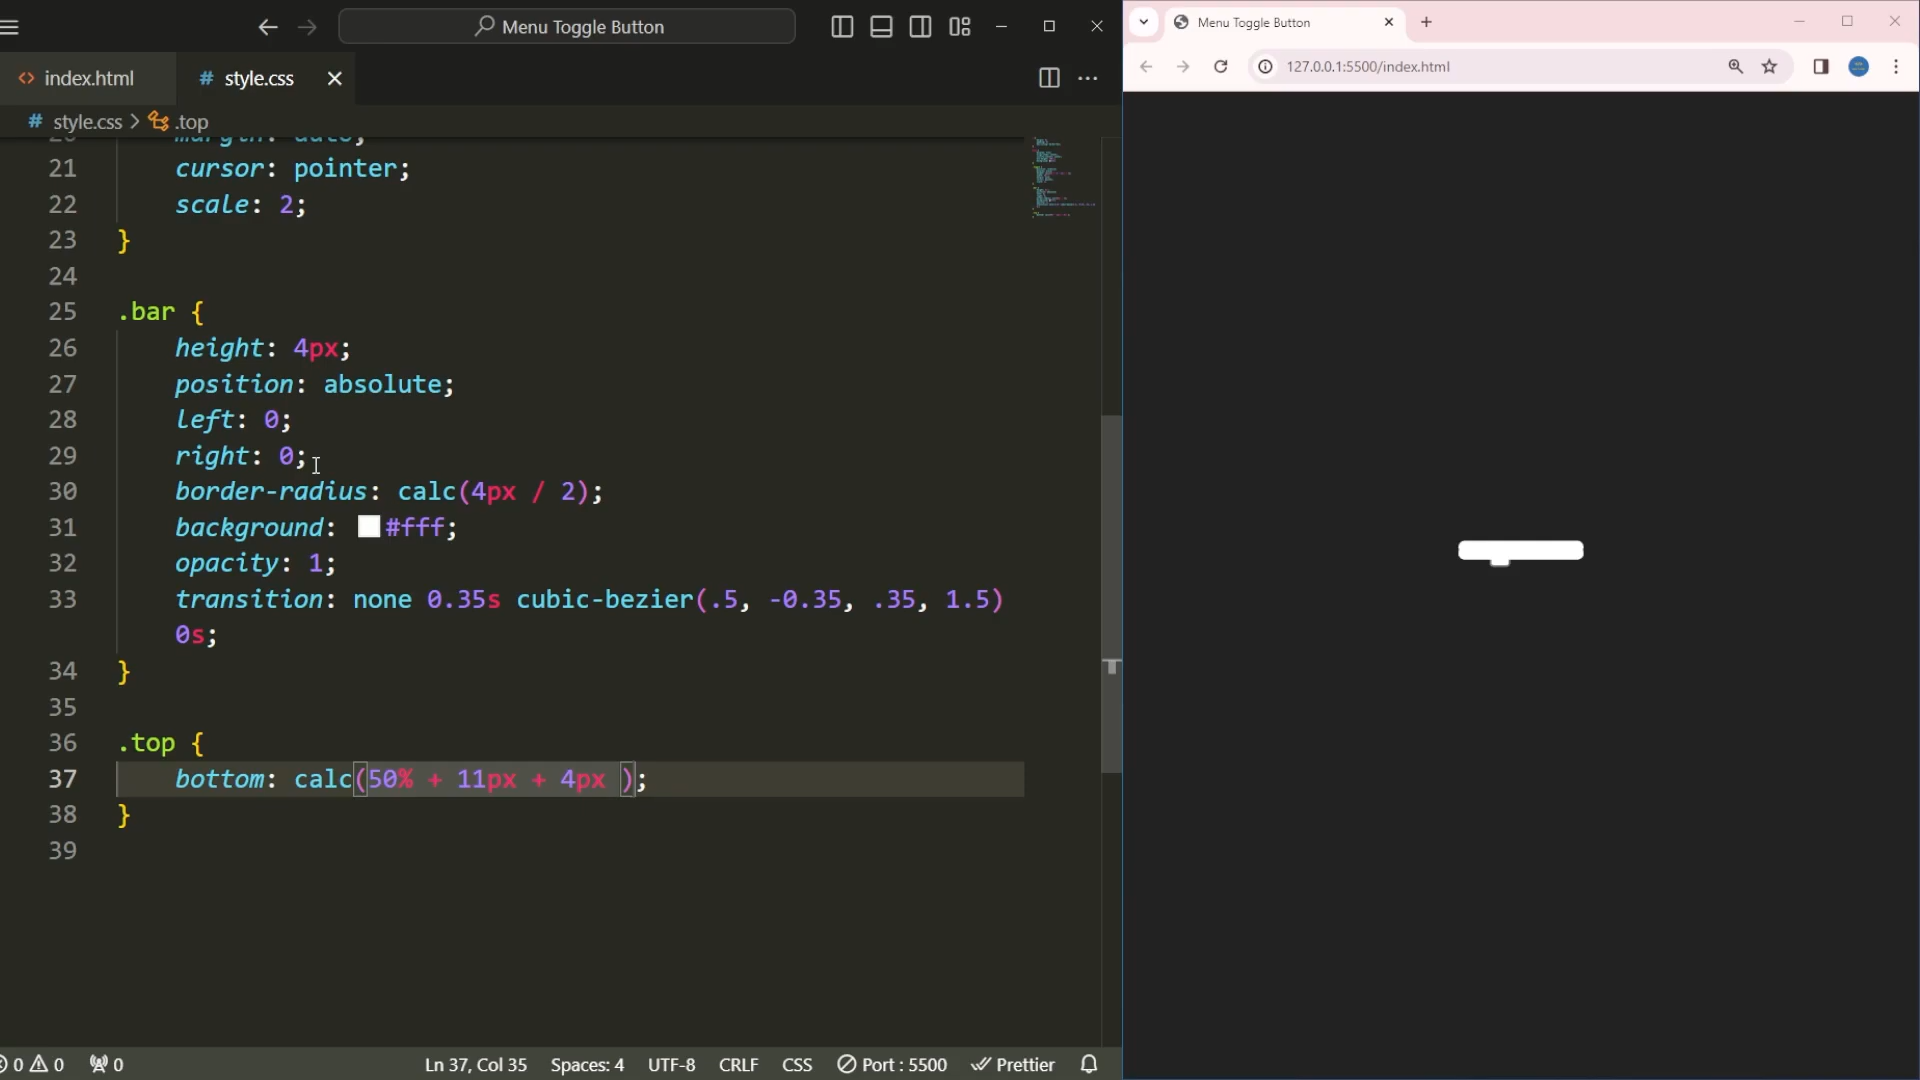 Menu Toggle Button
index.html
# style.css
# style.css > .top
20 margin: auto;
21 cursor: pointer;
22 scale: 2;
23 }
24
25 .bar {
26 height: 4px;
27 position: absolute;
28 left: 0;
29 right: 0;
30 border-radius: calc(4px / 2);
31 background: #fff;
32 opacity: 1;
33 transition: none 0.35s cubic-bezier(.5, -0.35, .35, 1.5)
0s;
34 }
35
36 .top {
37 bottom: calc(50% + 11px + 4px );
38 }
39
0 0 0 Ln 37, Col 35 Spaces: 4 UTF-8 CRLF CSS Port : 5500 Prettier
Menu Toggle Button
127.0.0.1:5500/index.html